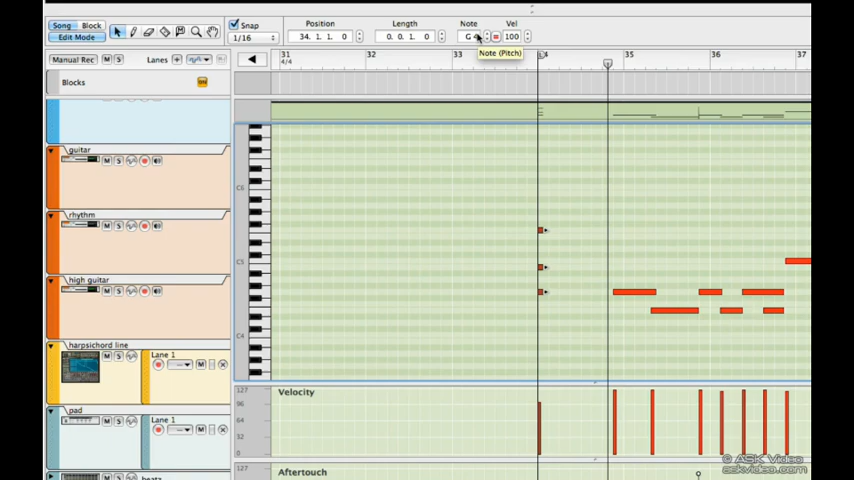 Song Block
Edit Mode
Snap
1/16
Position
34. 1. 1. 0
Length
0. 0. 1. 0
Note
G 4
Vel
100
Note (Pitch)
Manual Rec
Lanes
31
4/4
32
33
35
36
37
L
Blocks
ON
guitar
M S
rhythm
M S
high guitar
M S
harpsichord line
M S
Lane 1
M
pad
M S
Lane 1
M
C6
C5
C4
127
96
64
32
0
Velocity
127
Aftertouch
© ASK Video
askvideo.com